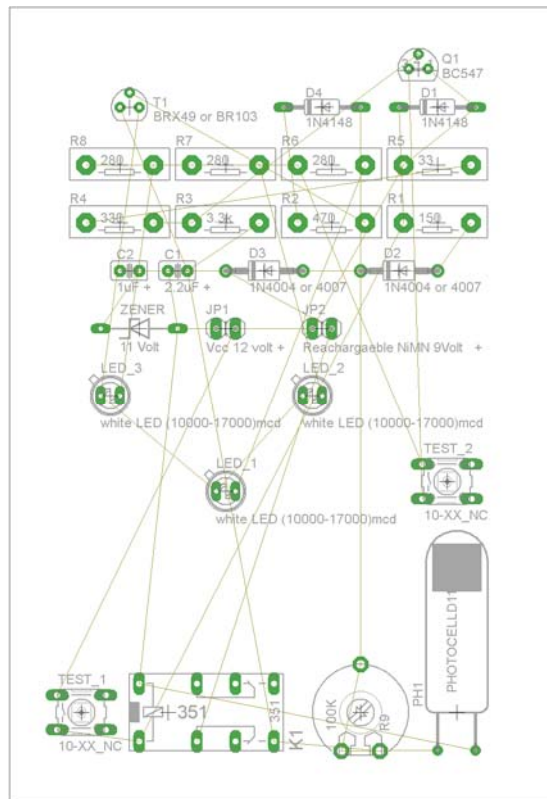 Q1
BC547
T1
BRX49 or BR103
D4
1N4148
D1
1N4148
R8
280
R7
280
R6
280
R5
33
R4
330
R3
3.3k
R2
470
R1
150
C2
1uF +
C1
2.2uF +
D3
1N4004 or 4007
D2
1N4004 or 4007
ZENER
11 Volt
JP1
Vcc 12 volt +
JP2
Reachargaeble NiMN 9Volt +
LED_3
white LED (10000-17000)mcd
LED_2
white LED (10000-17000)mcd
LED_1
white LED (10000-17000)mcd
TEST_2
10-XX_NC
PHOTOCELLD11
PH1
TEST_1
10-XX_NC
351
351
K1
100K
R9